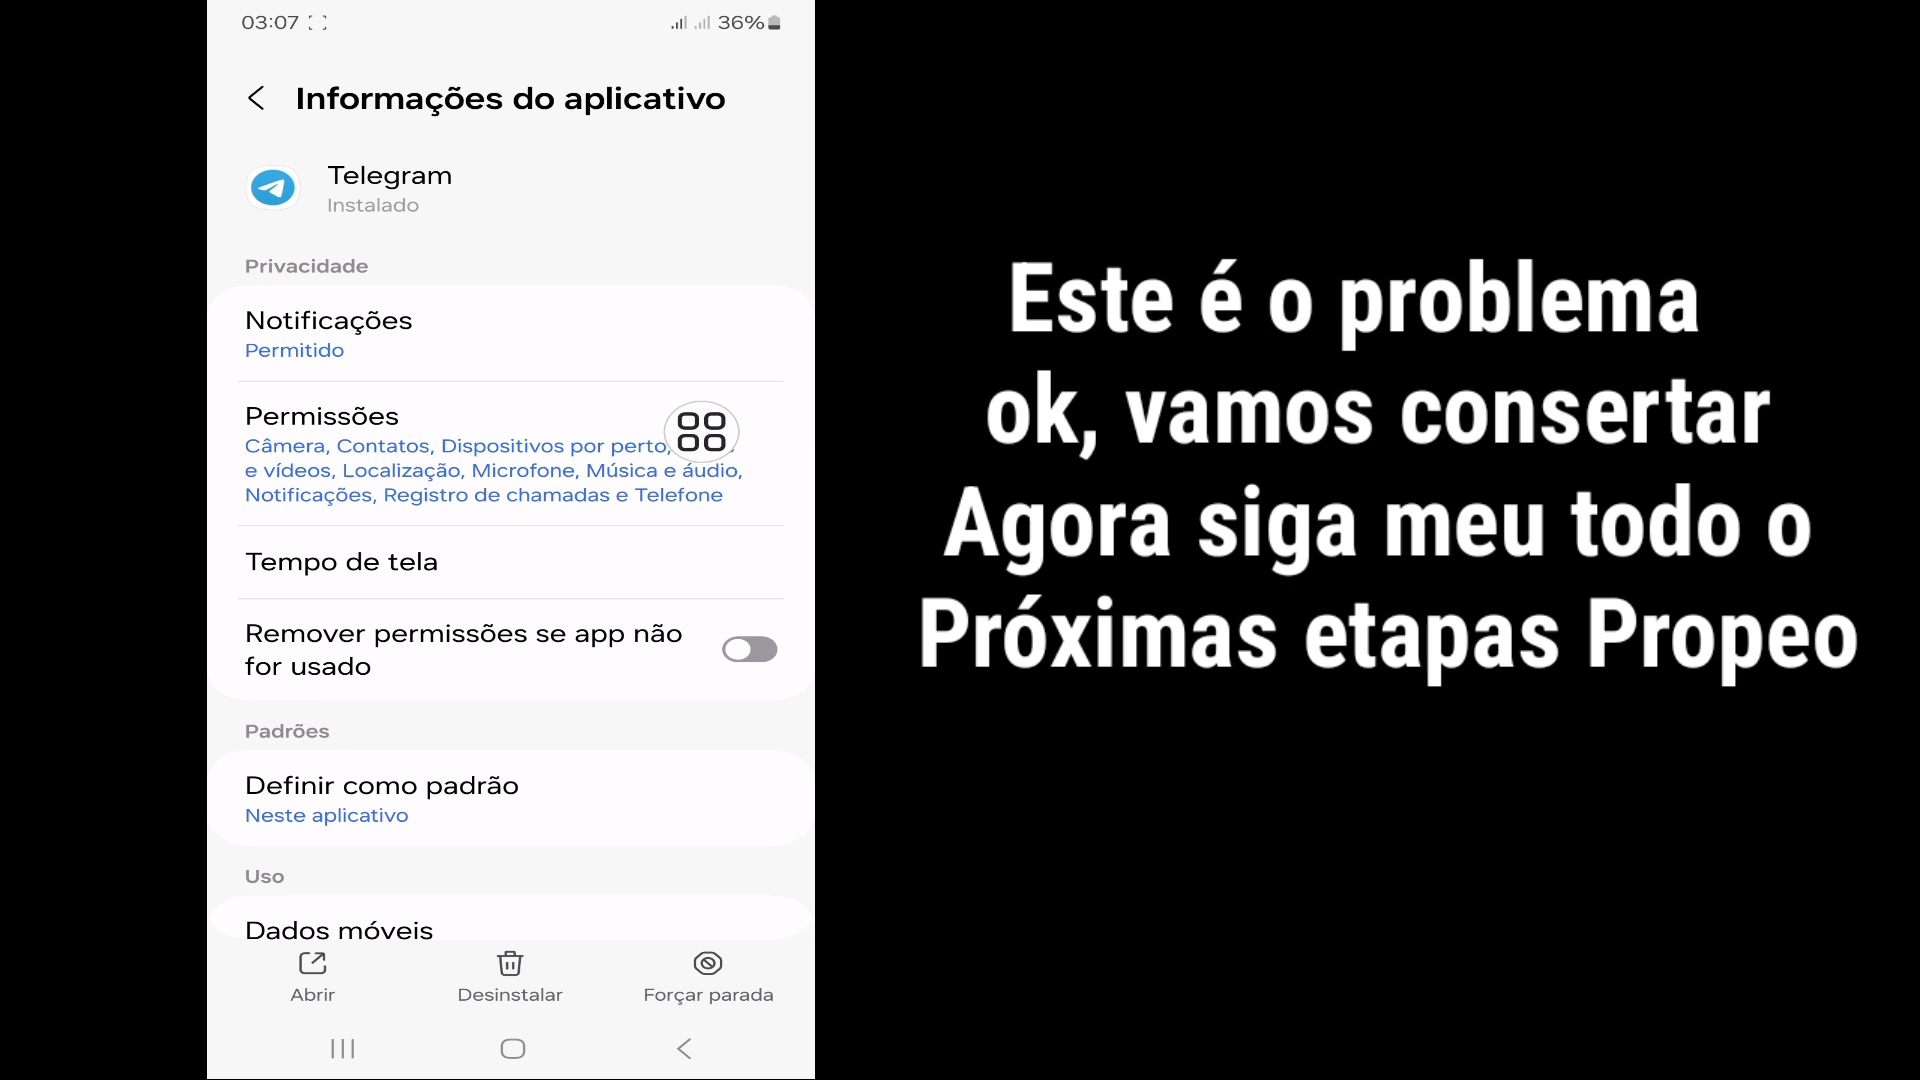 03:07
36%
Informações do aplicativo
Telegram
Instalado
Privacidade
Notificações
Permitido
Permissões
Câmera, Contatos, Dispositivos por perto,
e vídeos, Localização, Microfone, Música e áudio,
Notificações, Registro de chamadas e Telefone
Tempo de tela
Remover permissões se app não
for usado
Padrões
Definir como padrão
Neste aplicativo
Uso
Dados móveis
Abrir
Desinstalar
Forçar parada
Este é o problema
ok, vamos consertar
Agora siga meu todo o
Próximas etapas Propeo